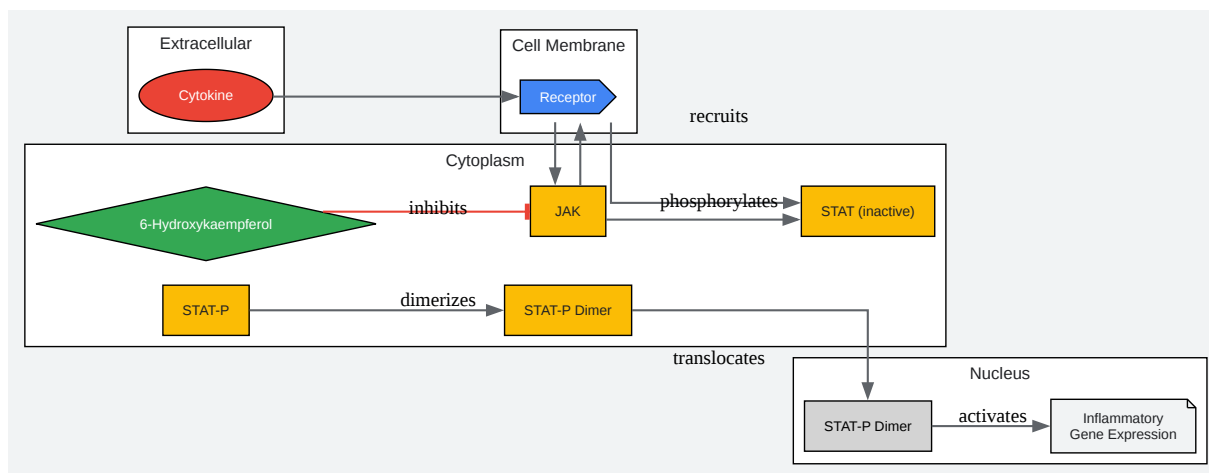 Extracellular
Cell Membrane
Cytokine
Receptor
recruits
Cytoplasm
inhibits
JAK
phosphorylates
STAT (inactive)
6-Hydroxykaempferol
STAT-P
dimerizes
STAT-P Dimer
translocates
Nucleus
STAT-P Dimer
activates
Inflammatory
Gene Expression